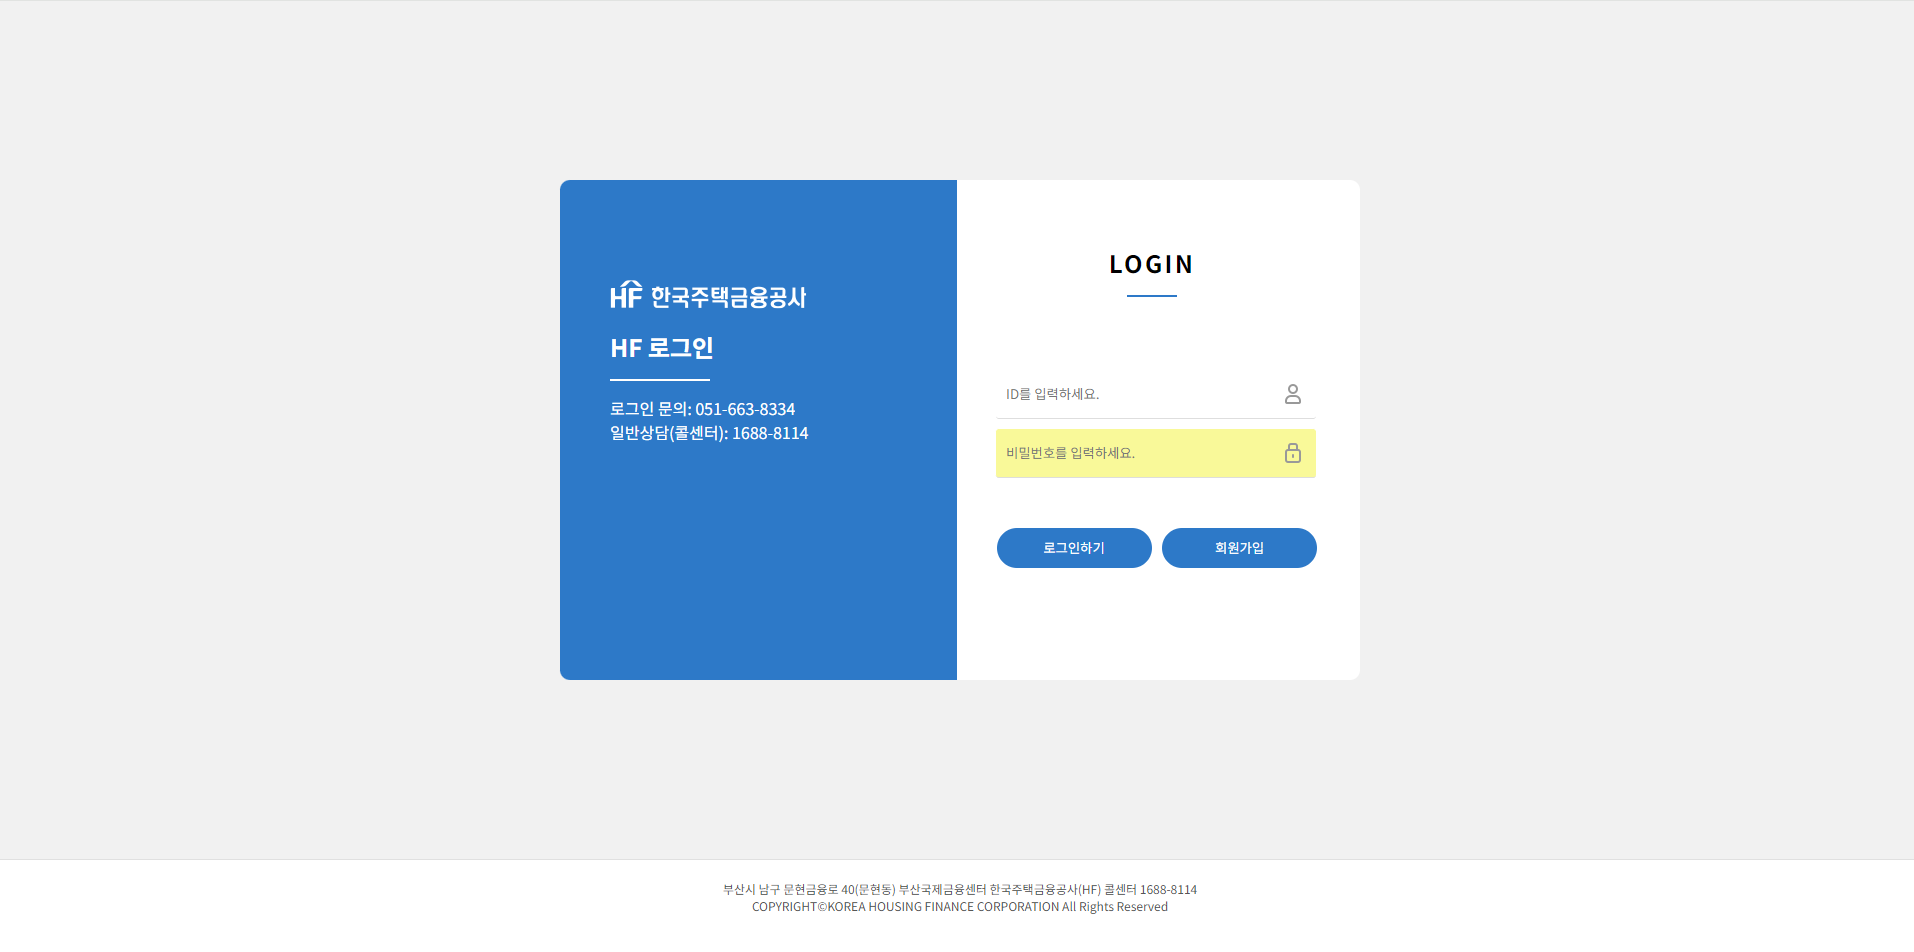 HF 한국주택금융공사
HF 로그인
로그인 문의: 051-663-8334
일반상담(콜센터): 1688-8114
LOGIN
ID를 입력하세요.
비밀번호를 입력하세요.
로그인하기
회원가입
부산시 남구 문현금융로 40(문현동) 부산국제금융센터 한국주택금융공사(HF) 콜센터 1688-8114
COPYRIGHT©KOREA HOUSING FINANCE CORPORATION All Rights Reserved